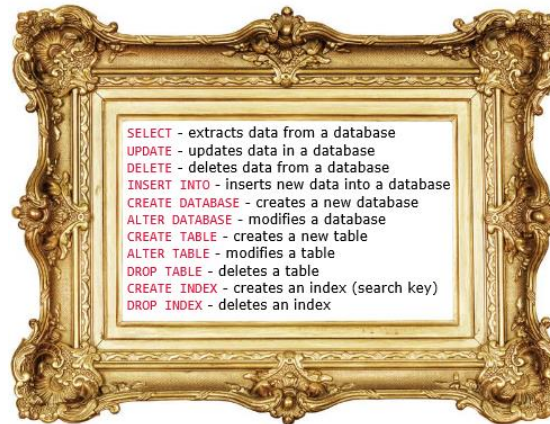 SELECT - extracts data from a database
UPDATE - updates data in a database
DELETE - deletes data from a database
INSERT INTO - inserts new data into a database
CREATE DATABASE - creates a new database
ALTER DATABASE - modifies a database
CREATE TABLE - creates a new table
ALTER TABLE - modifies a table
DROP TABLE - deletes a table
CREATE INDEX - creates an index (search key)
DROP INDEX - deletes an index